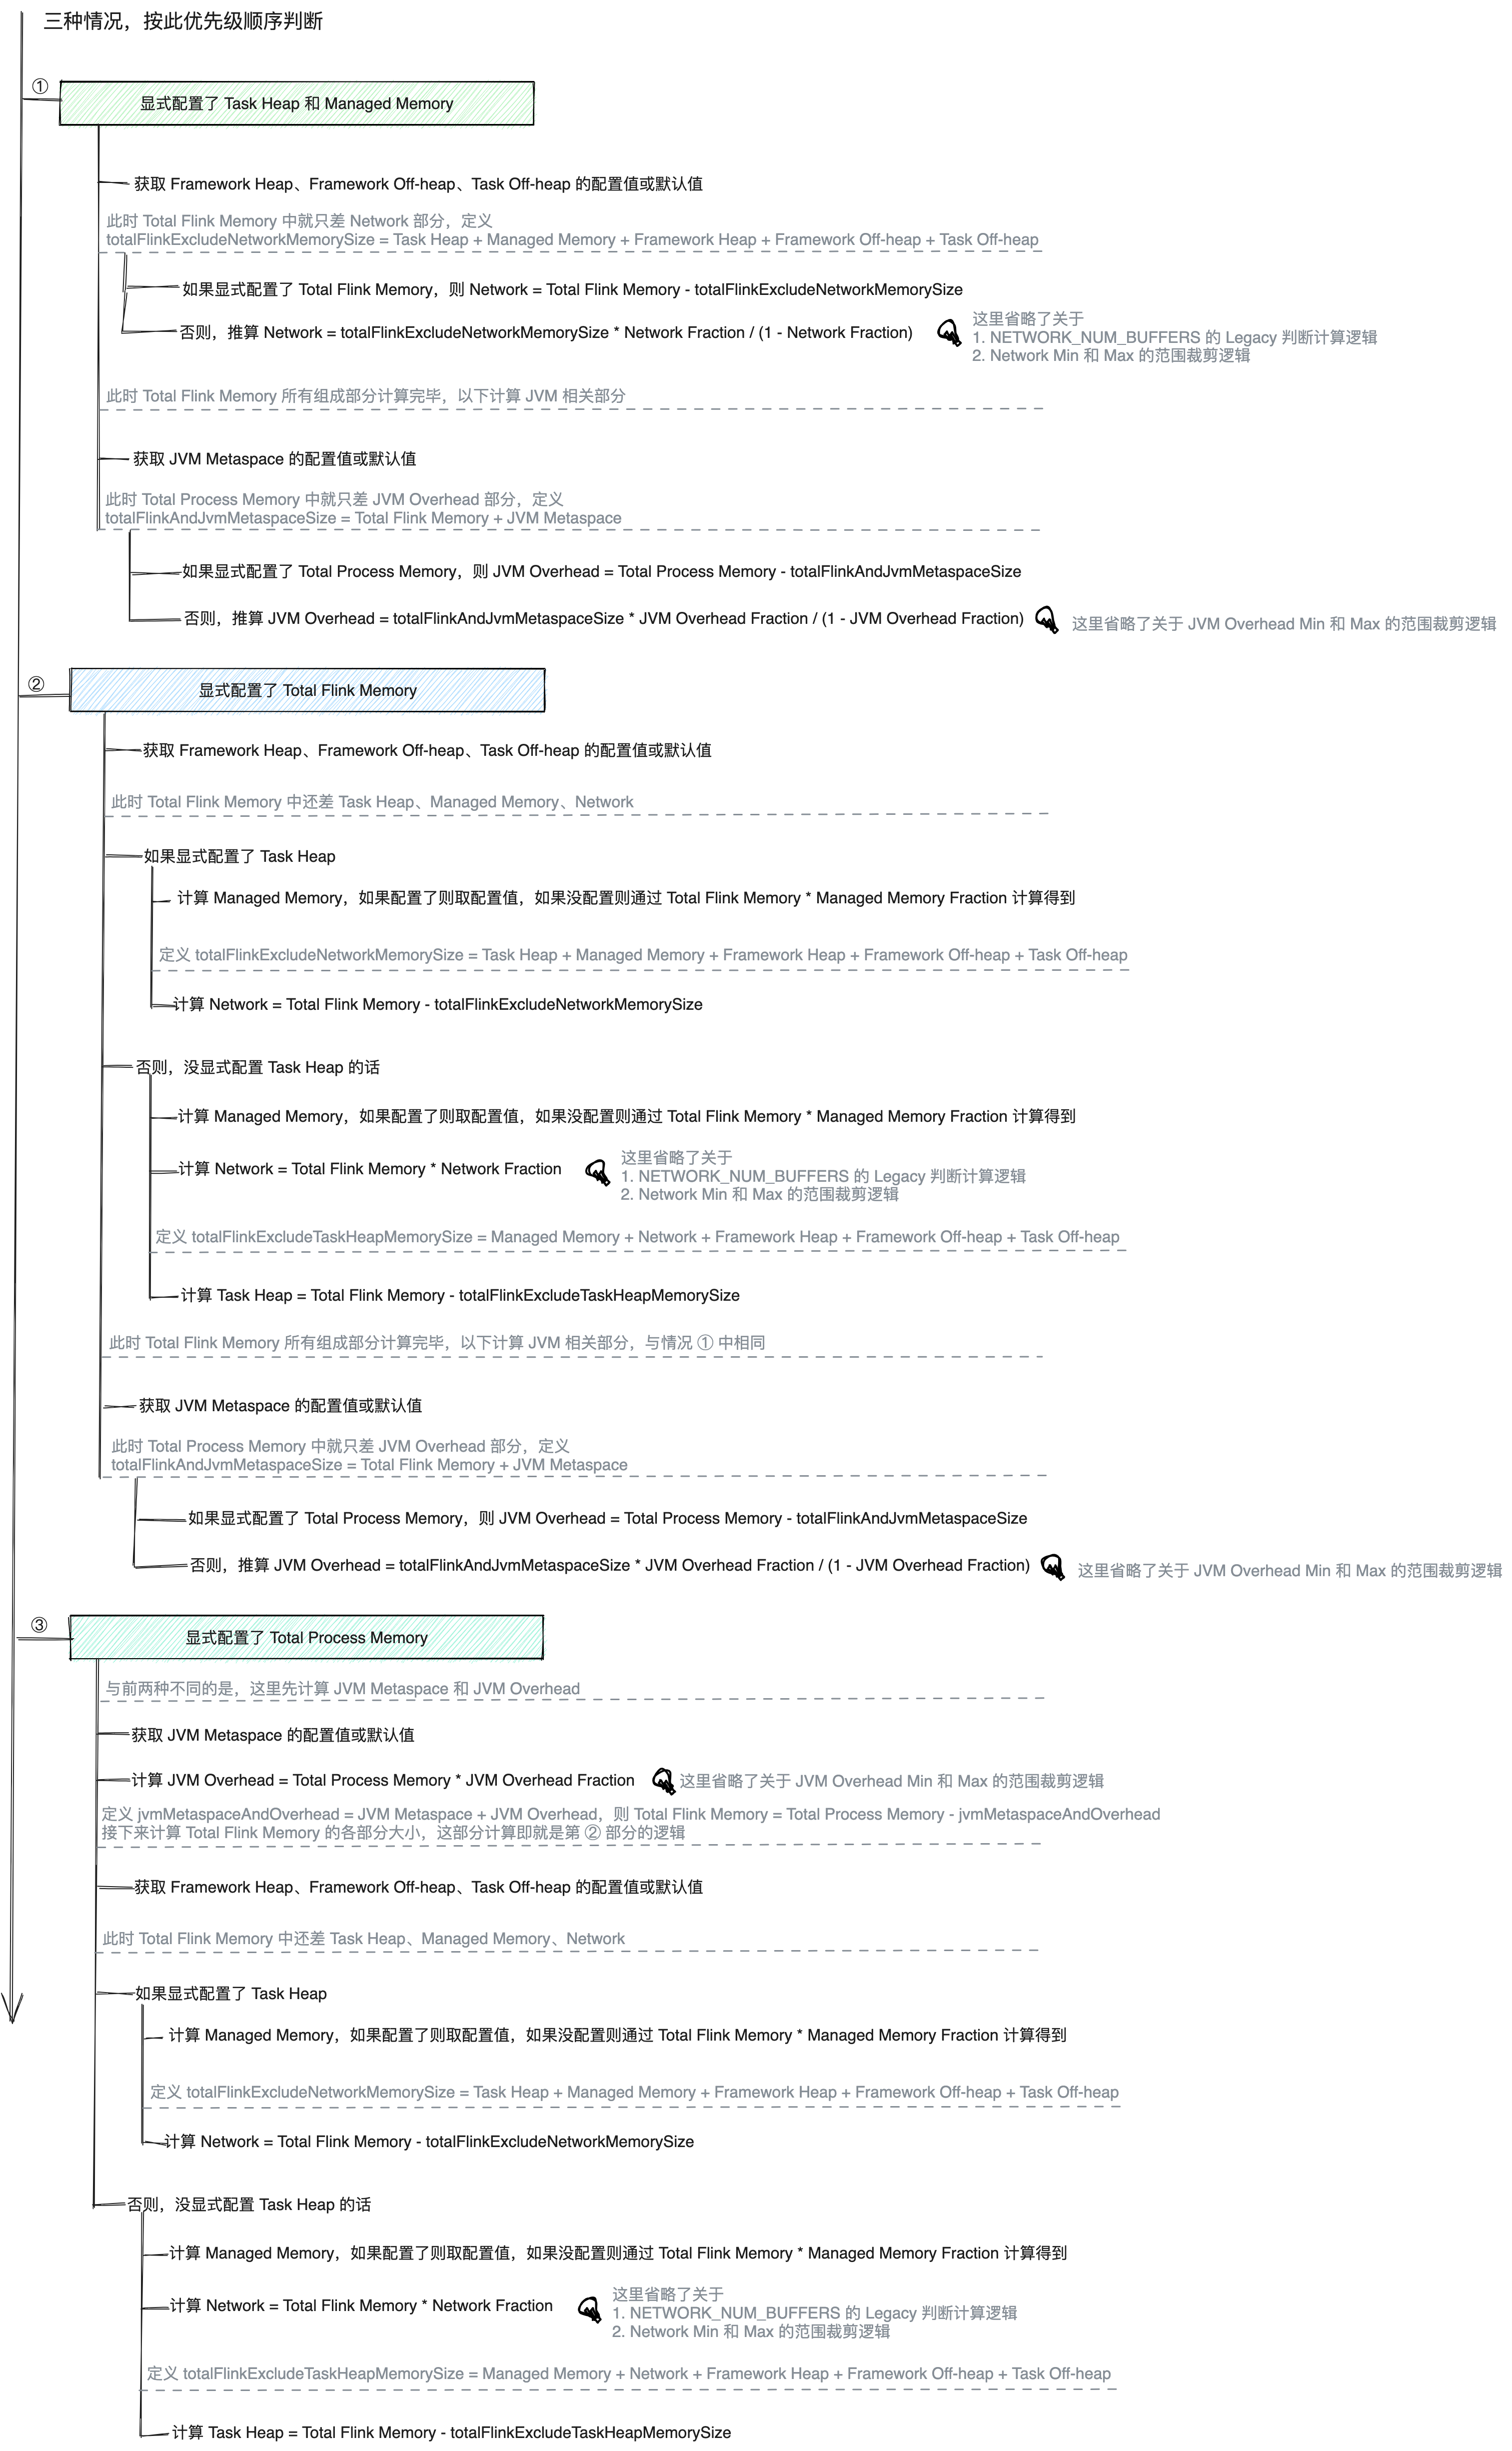 三种情况，按此优先级顺序判断
①
显式配置了 Task Heap 和 Managed Memory
获取 Framework Heap、Framework Off-heap、Task Off-heap 的配置值或默认值
此时 Total Flink Memory 中就只差 Network 部分，定义
totalFlinkExcludeNetworkMemorySize = Task Heap + Managed Memory + Framework Heap + Framework Off-heap + Task Off-heap
如果显式配置了 Total Flink Memory，则 Network = Total Flink Memory - totalFlinkExcludeNetworkMemorySize
否则，推算 Network = totalFlinkExcludeNetworkMemorySize * Network Fraction / (1 - Network Fraction)
这里省略了关于
1. NETWORK_NUM_BUFFERS 的 Legacy 判断计算逻辑
2. Network Min 和 Max 的范围裁剪逻辑
此时 Total Flink Memory 所有组成部分计算完毕，以下计算 JVM 相关部分
获取 JVM Metaspace 的配置值或默认值
此时 Total Process Memory 中就只差 JVM Overhead 部分，定义
totalFlinkAndJvmMetaspaceSize = Total Flink Memory + JVM Metaspace
如果显式配置了 Total Process Memory，则 JVM Overhead = Total Process Memory - totalFlinkAndJvmMetaspaceSize
否则，推算 JVM Overhead = totalFlinkAndJvmMetaspaceSize * JVM Overhead Fraction / (1 - JVM Overhead Fraction)
这里省略了关于 JVM Overhead Min 和 Max 的范围裁剪逻辑
②
显式配置了 Total Flink Memory
获取 Framework Heap、Framework Off-heap、Task Off-heap 的配置值或默认值
此时 Total Flink Memory 中还差 Task Heap、Managed Memory、Network
如果显式配置了 Task Heap
计算 Managed Memory，如果配置了则取配置值，如果没配置则通过 Total Flink Memory * Managed Memory Fraction 计算得到
定义 totalFlinkExcludeNetworkMemorySize = Task Heap + Managed Memory + Framework Heap + Framework Off-heap + Task Off-heap
计算 Network = Total Flink Memory - totalFlinkExcludeNetworkMemorySize
否则，没显式配置 Task Heap 的话
计算 Managed Memory，如果配置了则取配置值，如果没配置则通过 Total Flink Memory * Managed Memory Fraction 计算得到
计算 Network = Total Flink Memory * Network Fraction
这里省略了关于
1. NETWORK_NUM_BUFFERS 的 Legacy 判断计算逻辑
2. Network Min 和 Max 的范围裁剪逻辑
定义 totalFlinkExcludeTaskHeapMemorySize = Managed Memory + Network + Framework Heap + Framework Off-heap + Task Off-heap
计算 Task Heap = Total Flink Memory - totalFlinkExcludeTaskHeapMemorySize
此时 Total Flink Memory 所有组成部分计算完毕，以下计算 JVM 相关部分，与情况 ① 中相同
获取 JVM Metaspace 的配置值或默认值
此时 Total Process Memory 中就只差 JVM Overhead 部分，定义
totalFlinkAndJvmMetaspaceSize = Total Flink Memory + JVM Metaspace
如果显式配置了 Total Process Memory，则 JVM Overhead = Total Process Memory - totalFlinkAndJvmMetaspaceSize
否则，推算 JVM Overhead = totalFlinkAndJvmMetaspaceSize * JVM Overhead Fraction / (1 - JVM Overhead Fraction)
这里省略了关于 JVM Overhead Min 和 Max 的范围裁剪逻辑
③
显式配置了 Total Process Memory
与前两种不同的是，这里先计算 JVM Metaspace 和 JVM Overhead
获取 JVM Metaspace 的配置值或默认值
计算 JVM Overhead = Total Process Memory * JVM Overhead Fraction
这里省略了关于 JVM Overhead Min 和 Max 的范围裁剪逻辑
定义 jvmMetaspaceAndOverhead = JVM Metaspace + JVM Overhead，则 Total Flink Memory = Total Process Memory - jvmMetaspaceAndOverhead
接下来计算 Total Flink Memory 的各部分大小，这部分计算即就是第 ② 部分的逻辑
获取 Framework Heap、Framework Off-heap、Task Off-heap 的配置值或默认值
此时 Total Flink Memory 中还差 Task Heap、Managed Memory、Network
如果显式配置了 Task Heap
计算 Managed Memory，如果配置了则取配置值，如果没配置则通过 Total Flink Memory * Managed Memory Fraction 计算得到
定义 totalFlinkExcludeNetworkMemorySize = Task Heap + Managed Memory + Framework Heap + Framework Off-heap + Task Off-heap
计算 Network = Total Flink Memory - totalFlinkExcludeNetworkMemorySize
否则，没显式配置 Task Heap 的话
计算 Managed Memory，如果配置了则取配置值，如果没配置则通过 Total Flink Memory * Managed Memory Fraction 计算得到
计算 Network = Total Flink Memory * Network Fraction
这里省略了关于
1. NETWORK_NUM_BUFFERS 的 Legacy 判断计算逻辑
2. Network Min 和 Max 的范围裁剪逻辑
定义 totalFlinkExcludeTaskHeapMemorySize = Managed Memory + Network + Framework Heap + Framework Off-heap + Task Off-heap
计算 Task Heap = Total Flink Memory - totalFlinkExcludeTaskHeapMemorySize